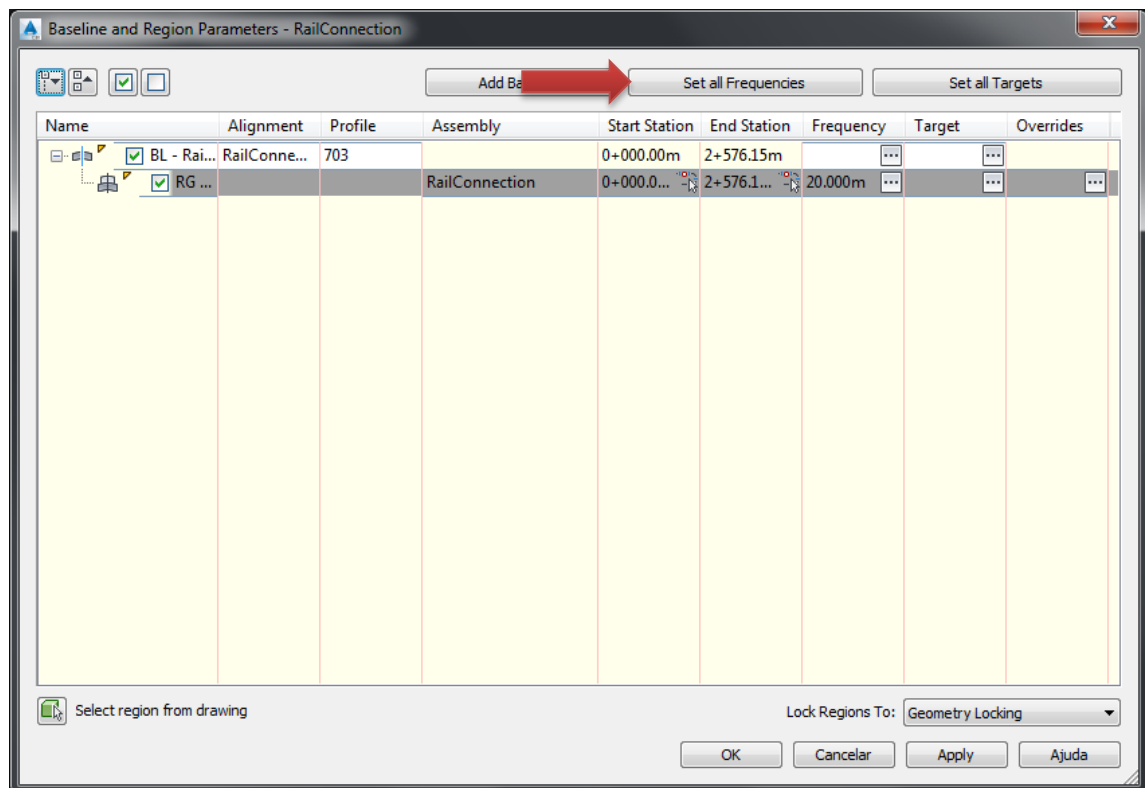 Baseline and Region Parameters - RailConnection
Add Ba Set all Frequencies Set all Targets
Name Alignment Profile Assembly Start Station End Station Frequency Target Overrides
BL - Rai... RailConne... 703 0+000.00m 2+576.15m ...
RG ... RailConnection 0+000.0... 2+576.1... 20.000m ...
Select region from drawing Lock Regions To: Geometry Locking
OK Cancelar Apply Ajuda